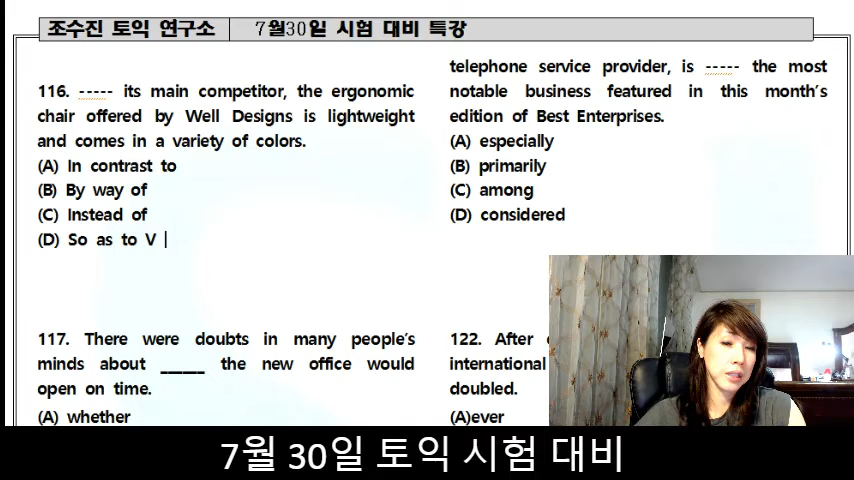 조수진 토익 연구소 7월30일 시험 대비 특강
116. ----- its main competitor, the ergonomic
chair offered by Well Designs is lightweight
and comes in a variety of colors.
(A) In contrast to
(B) By way of
(C) Instead of
(D) So as to V
117. There were doubts in many people's
minds about ______ the new office would
open on time.
(A) whether
telephone service provider, is ----- the most
notable business featured in this month's
edition of Best Enterprises.
(A) especially
(B) primarily
(C) among
(D) considered
122. After
international
doubled.
(A)ever
7월 30일 토익 시험 대비